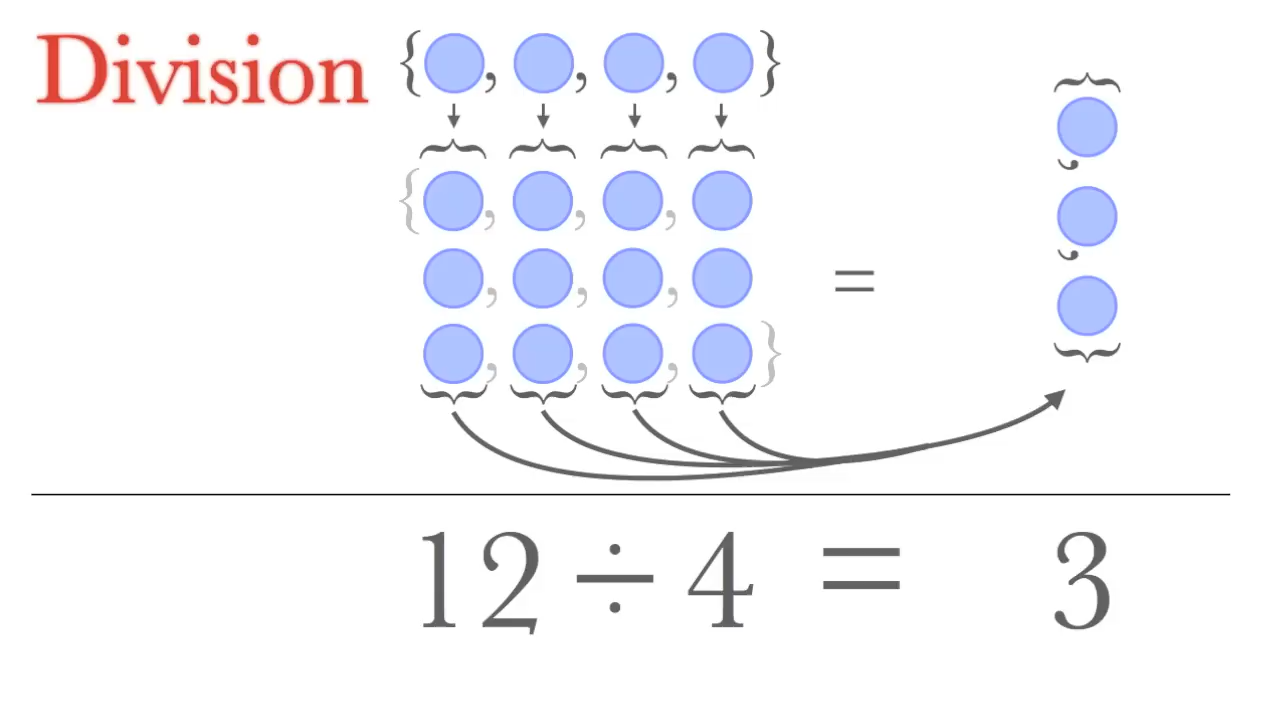 Division
{ , , , }
{ , , ,
, , ,
, , , }
=
12 ÷ 4 = 3